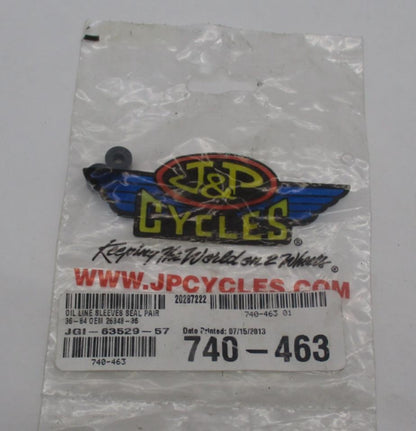 J&P
CYCLES®
Keeping The World on 2 Wheels®
WWW.JPCYCLES.COM
20287222
OIL LINE SLEEVES SEAL PAIR
36-64 OEM 26348-36
740-463 01
JGI-63529-57
Date Printed: 07/15/2013
740-463
740-463